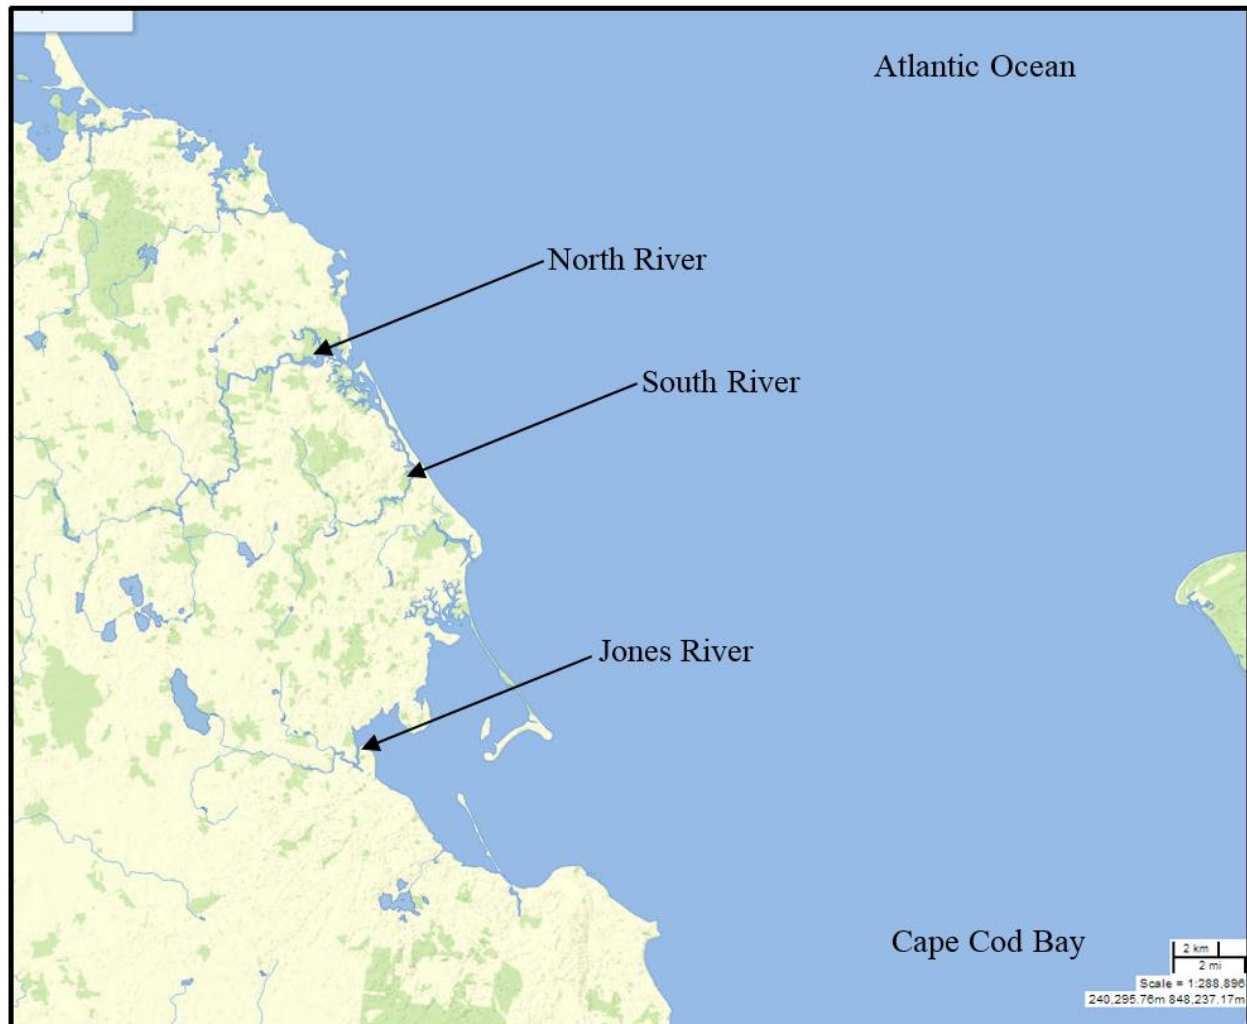 Atlantic Ocean
North River
South River
Jones River
Cape Cod Bay
2 km
2 mi
Scale = 1:288,896
240,295.76m 848,237.17m